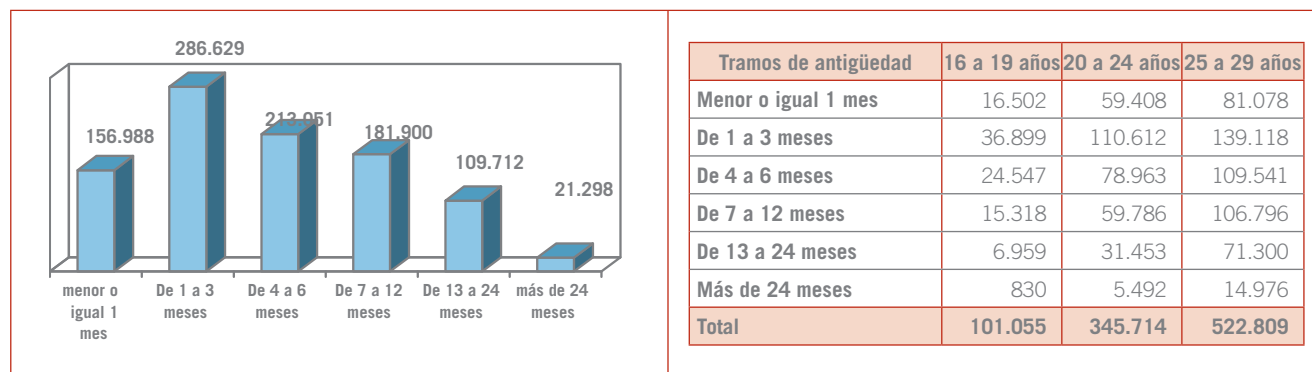 286.629
156.988
213.051
181.900
109.712
21.298
menor o igual 1 mes
De 1 a 3 meses
De 4 a 6 meses
De 7 a 12 meses
De 13 a 24 meses
más de 24 meses
Tramos de antigüedad 16 a 19 años 20 a 24 años 25 a 29 años
Menor o igual 1 mes 16.502 59.408 81.078
De 1 a 3 meses 36.899 110.612 139.118
De 4 a 6 meses 24.547 78.963 109.541
De 7 a 12 meses 15.318 59.786 106.796
De 13 a 24 meses 6.959 31.453 71.300
Más de 24 meses 830 5.492 14.976
Total 101.055 345.714 522.809